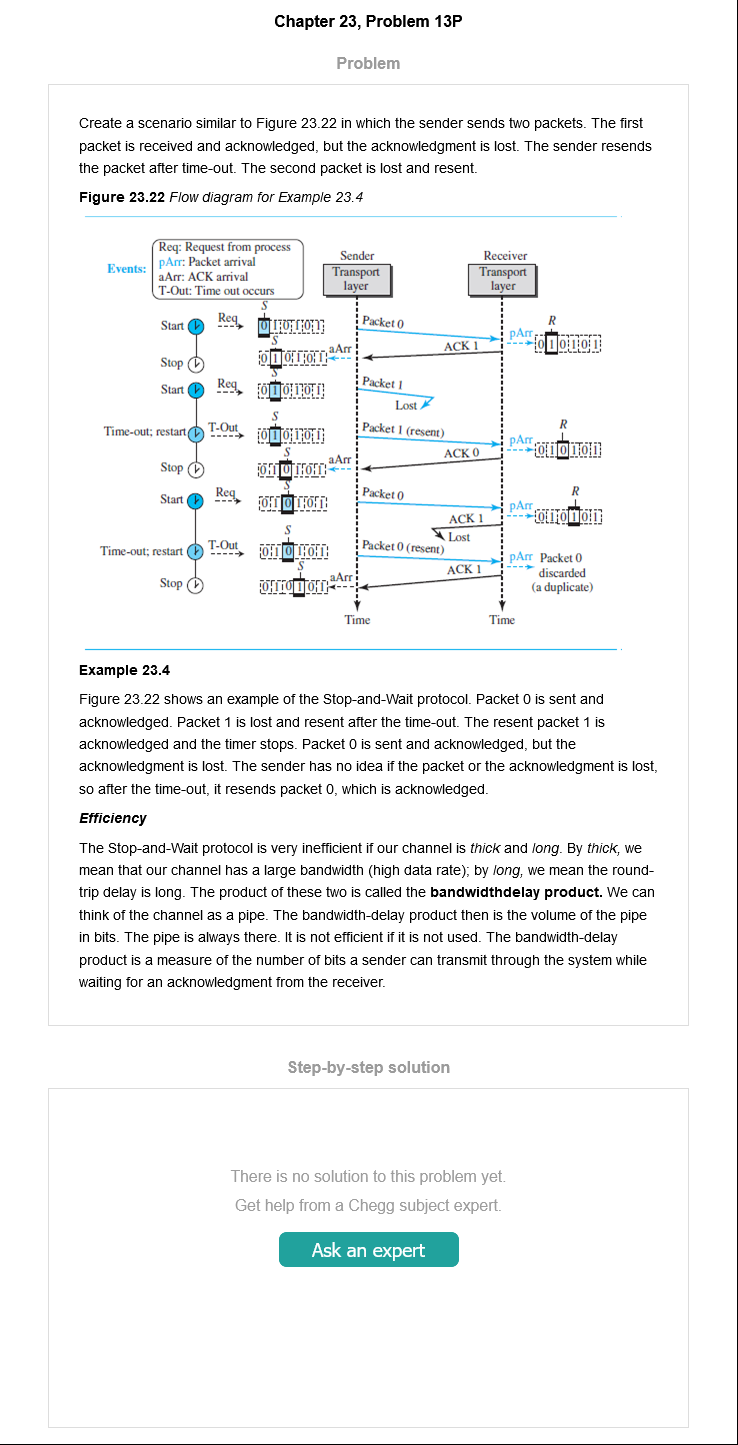 Chapter 23, Problem 13P
Problem
Create a scenario similar to Figure 23.22 in which the sender sends two packets. The first
packet is received and acknowledged, but the acknowledgment is lost. The sender resends
the packet after time-out. The second packet is lost and resent.
Figure 23.22 Flow diagram for Example 23.4
Events:
Req: Request from process
pArr: Packet arrival
aArr: ACK arrival
T-Out: Time out occurs
Sender
Transport
layer
Receiver
Transport
layer
Start
Req
S
0 1 0 1 0 1
Packet 0
pArr
R
0 1 0 1 0 1
Stop
S
0 1 0 1 0 1
aArr
ACK 1
Start
Req
S
0 1 0 1 0 1
Packet 1
Lost
Time-out; restart
T-Out
S
0 1 0 1 0 1
Packet 1 (resent)
pArr
R
0 1 0 1 0 1
Stop
S
0 1 0 1 0 1
aArr
ACK 0
Start
Req
S
0 1 0 1 0 1
Packet 0
pArr
R
0 1 0 1 0 1
ACK 1
Lost
Time-out; restart
T-Out
S
0 1 0 1 0 1
Packet 0 (resent)
pArr Packet 0
discarded
(a duplicate)
Stop
S
0 1 0 1 0 1
aArr
ACK 1
Time
Time
Example 23.4
Figure 23.22 shows an example of the Stop-and-Wait protocol. Packet 0 is sent and
acknowledged. Packet 1 is lost and resent after the time-out. The resent packet 1 is
acknowledged and the timer stops. Packet 0 is sent and acknowledged, but the
acknowledgment is lost. The sender has no idea if the packet or the acknowledgment is lost,
so after the time-out, it resends packet 0, which is acknowledged.
Efficiency
The Stop-and-Wait protocol is very inefficient if our channel is thick and long. By thick, we
mean that our channel has a large bandwidth (high data rate); by long, we mean the round-
trip delay is long. The product of these two is called the bandwidthdelay product. We can
think of the channel as a pipe. The bandwidth-delay product then is the volume of the pipe
in bits. The pipe is always there. It is not efficient if it is not used. The bandwidth-delay
product is a measure of the number of bits a sender can transmit through the system while
waiting for an acknowledgment from the receiver.
Step-by-step solution
There is no solution to this problem yet.
Get help from a Chegg subject expert.
Ask an expert